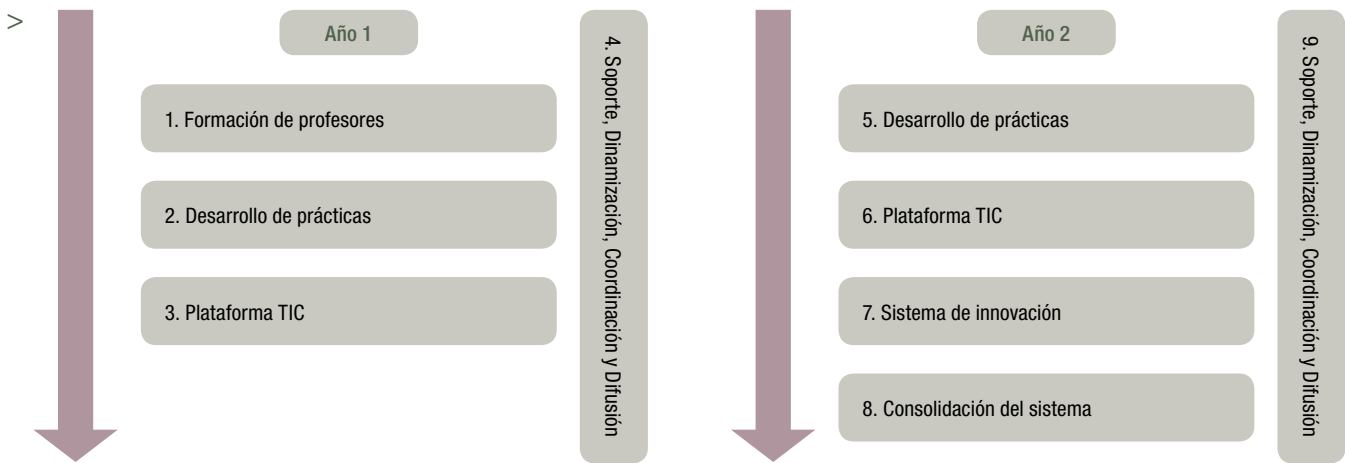 >
Año 1
1. Formación de profesores
2. Desarrollo de prácticas
3. Plataforma TIC
4. Soporte, Dinamización, Coordinación y Difusión
Año 2
5. Desarrollo de prácticas
6. Plataforma TIC
7. Sistema de innovación
8. Consolidación del sistema
9. Soporte, Dinamización, Coordinación y Difusión